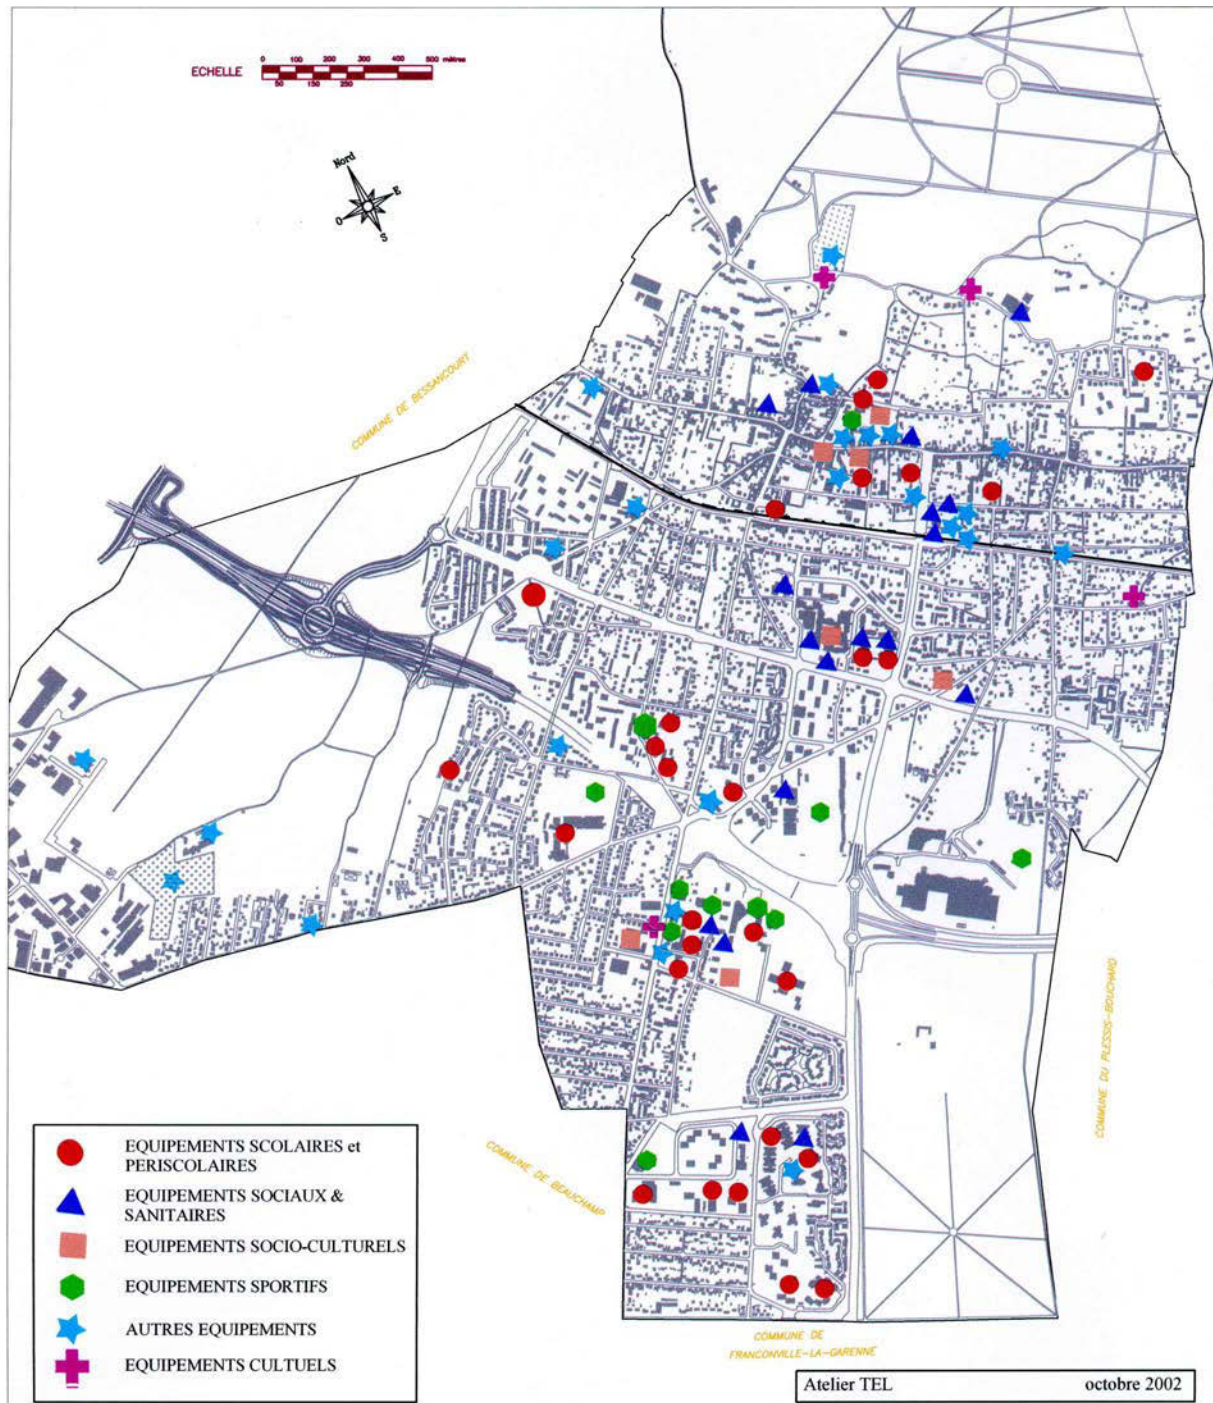 ECHELLE
0 100 200 300 400 500 mètres
50 150 250
Nord
E
O
S
COMMUNE DE BESSANCOURT
COMMUNE DU PLESSIS-BOUCHARD
COMMUNE DE BEAUCHAMP
EQUIPEMENTS SCOLAIRES et
PERISCOLAIRES
EQUIPEMENTS SOCIAUX &
SANITAIRES
EQUIPEMENTS SOCIO-CULTURELS
EQUIPEMENTS SPORTIFS
AUTRES EQUIPEMENTS
EQUIPEMENTS CULTUELS
COMMUNE DE
FRANCONVILLE-LA-GARENNE
Atelier TEL octobre 2002